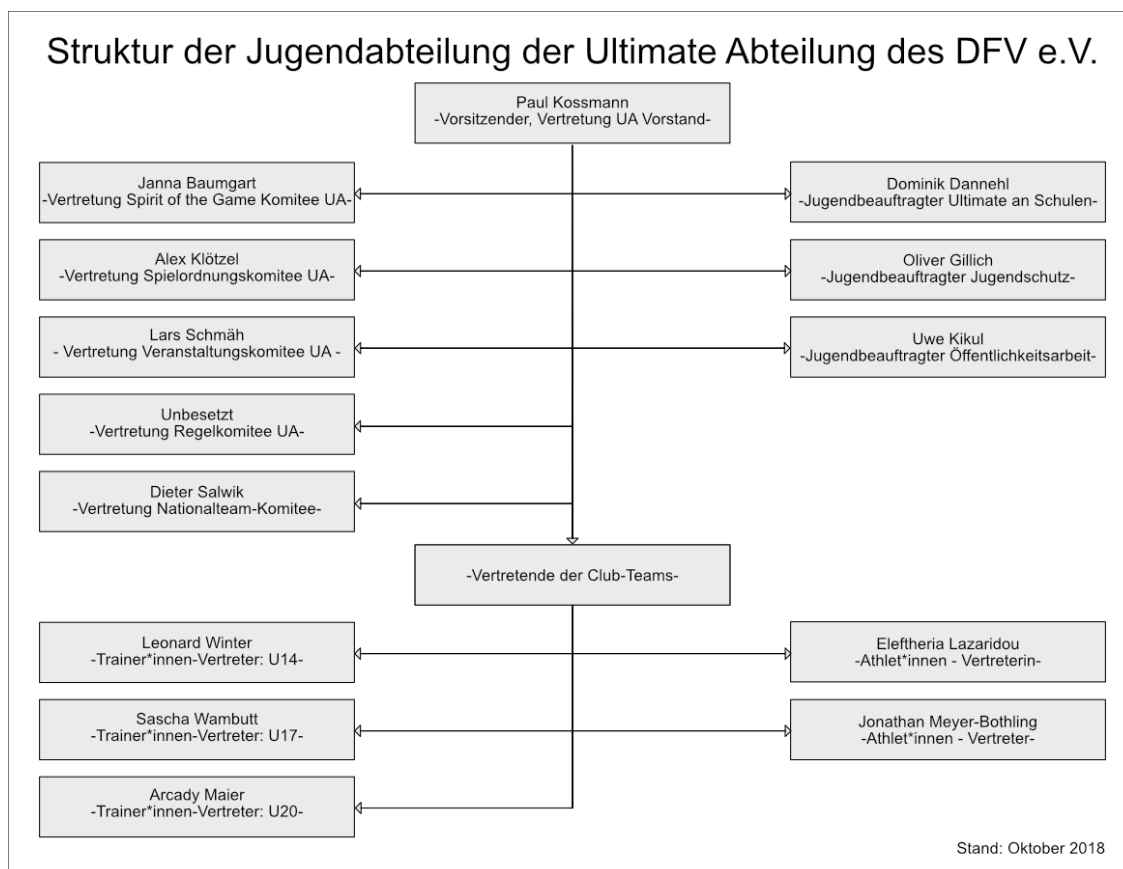 Struktur der Jugendabteilung der Ultimate Abteilung des DFV e.V.
Paul Kossmann
-Vorsitzender, Vertretung UA Vorstand-
Janna Baumgart
-Vertretung Spirit of the Game Komitee UA-
Dominik Dannehl
-Jugendbeauftragter Ultimate an Schulen-
Alex Klötzel
-Vertretung Spielordnungskomitee UA-
Oliver Gillich
-Jugendbeauftragter Jugendschutz-
Lars Schmäh
- Vertretung Veranstaltungskomitee UA -
Uwe Kikul
-Jugendbeauftragter Öffentlichkeitsarbeit-
Unbesetzt
-Vertretung Regelkomitee UA-
Dieter Salwik
-Vertretung Nationalteam-Komitee-
-Vertretende der Club-Teams-
Leonard Winter
-Trainer*innen-Vertreter: U14-
Eleftheria Lazaridou
-Athlet*innen - Vertreterin-
Sascha Wambutt
-Trainer*innen-Vertreter: U17-
Jonathan Meyer-Bothling
-Athlet*innen - Vertreter-
Arcady Maier
-Trainer*innen-Vertreter: U20-
Stand: Oktober 2018